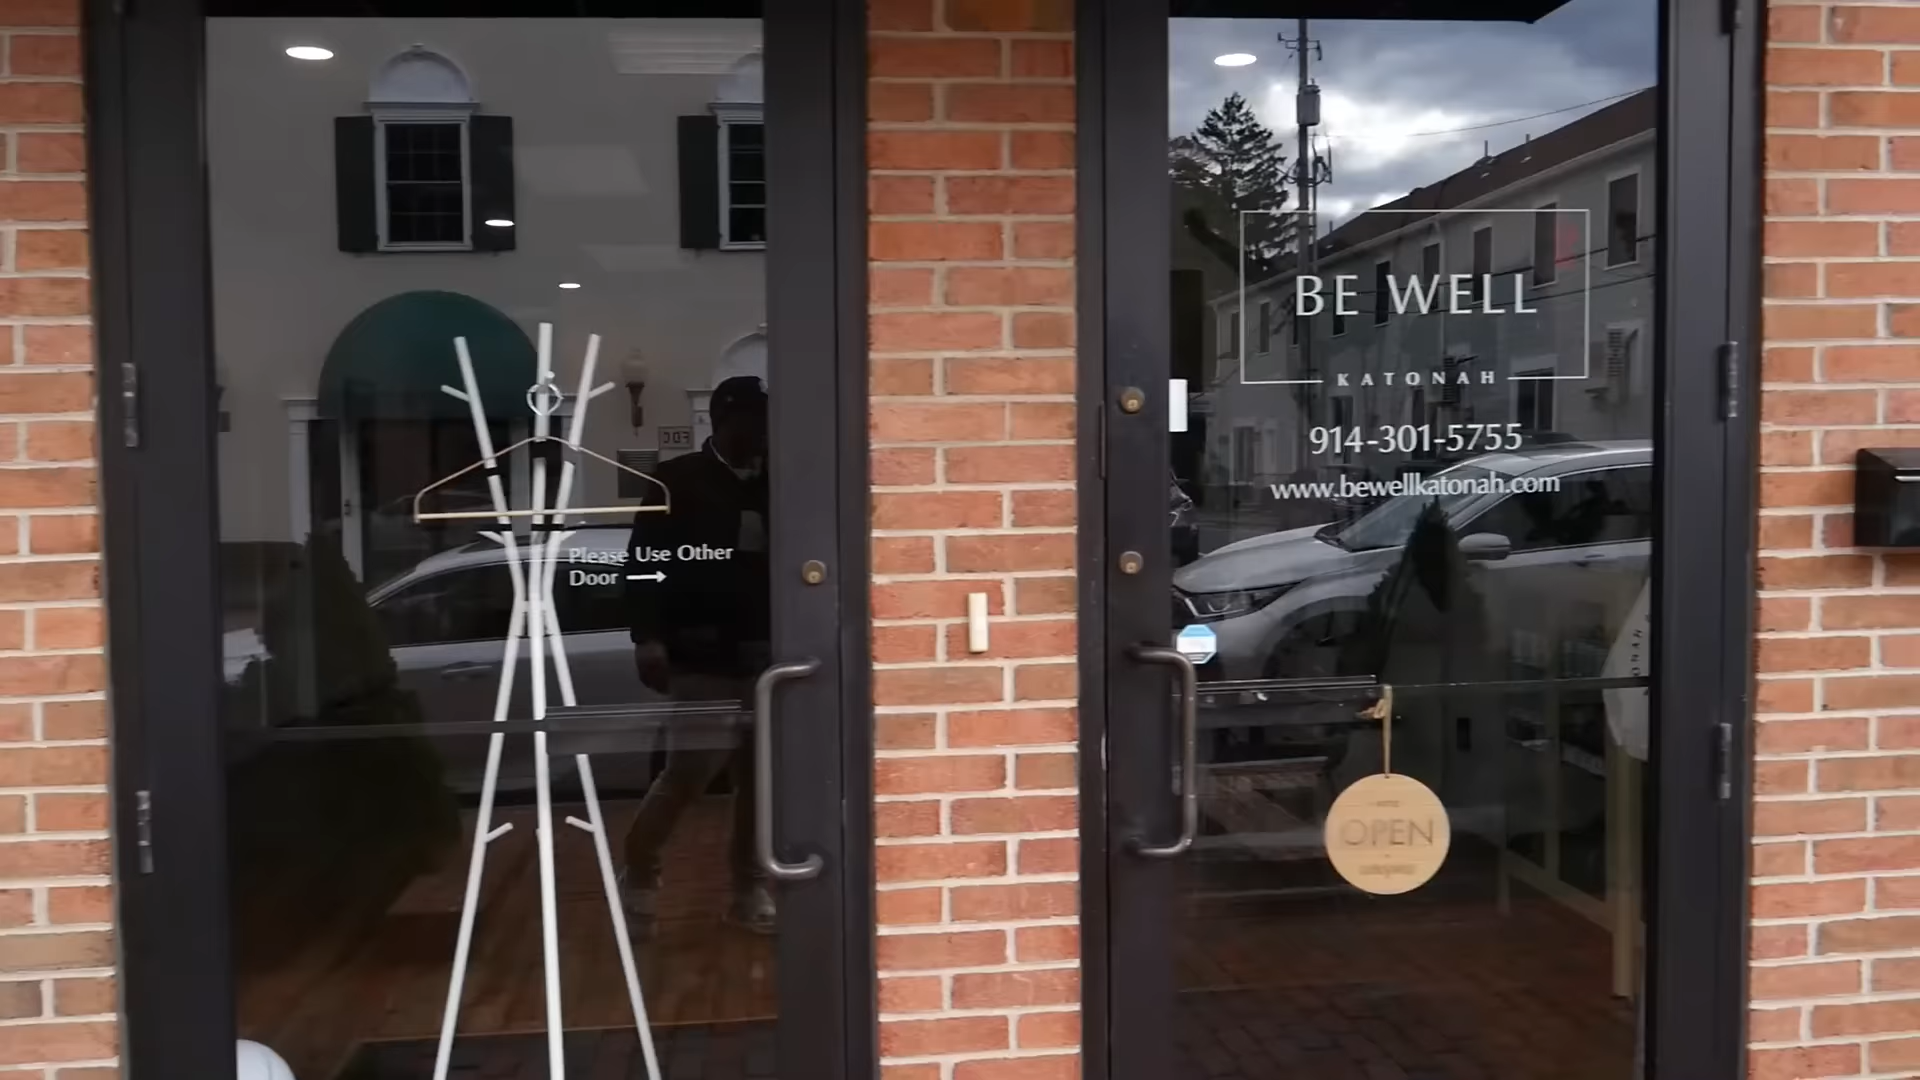 Please Use Other
Door →
BE WELL
KATONAH
914-301-5755
www.bewellkatonah.com
OPEN